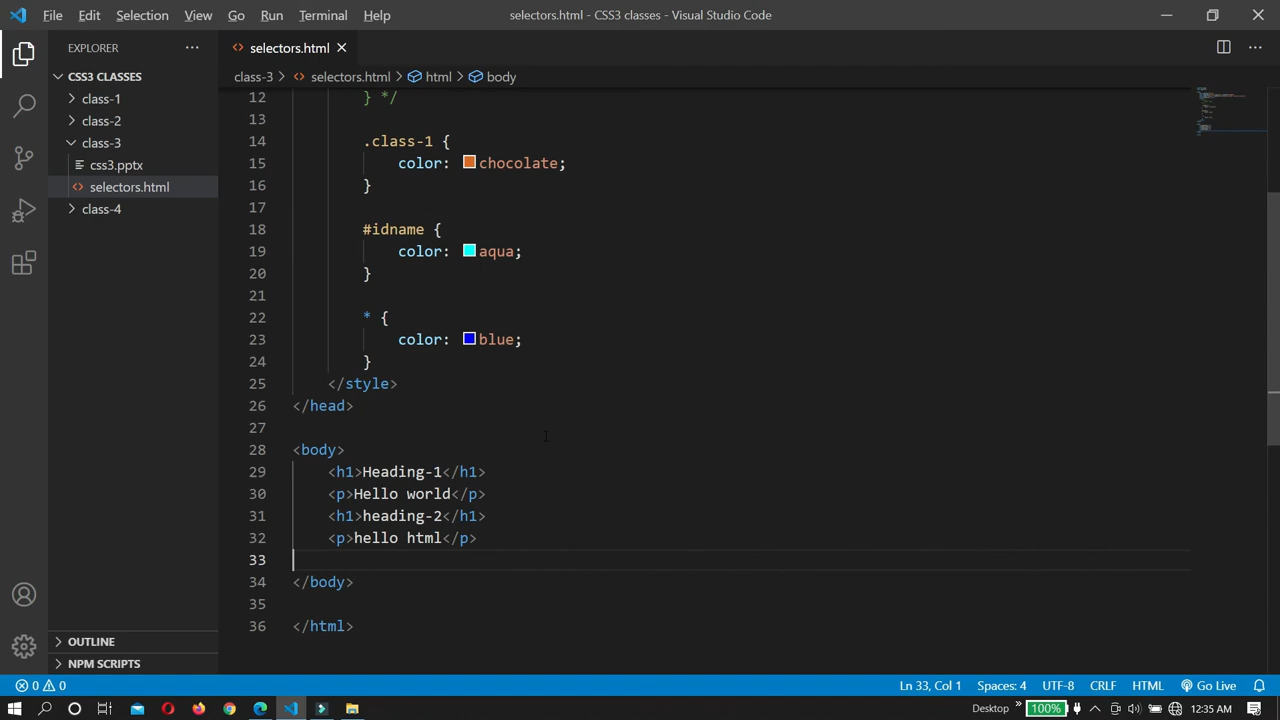 File Edit Selection View Go Run Terminal Help
selectors.html - CSS3 classes - Visual Studio Code
EXPLORER
CSS3 CLASSES
class-1
class-2
class-3
css3.pptx
selectors.html
class-4
OUTLINE
NPM SCRIPTS
selectors.html
class-3 > selectors.html > html > body
12 } */
13
14 .class-1 {
15 color: chocolate;
16 }
17
18 #idname {
19 color: aqua;
20 }
21
22 * {
23 color: blue;
24 }
25 </style>
26 </head>
27
28 <body>
29 <h1>Heading-1</h1>
30 <p>Hello world</p>
31 <h1>heading-2</h1>
32 <p>hello html</p>
33
34 </body>
35
36 </html>
0 0
Ln 33, Col 1 Spaces: 4 UTF-8 CRLF HTML Go Live
Desktop 100% 12:35 AM